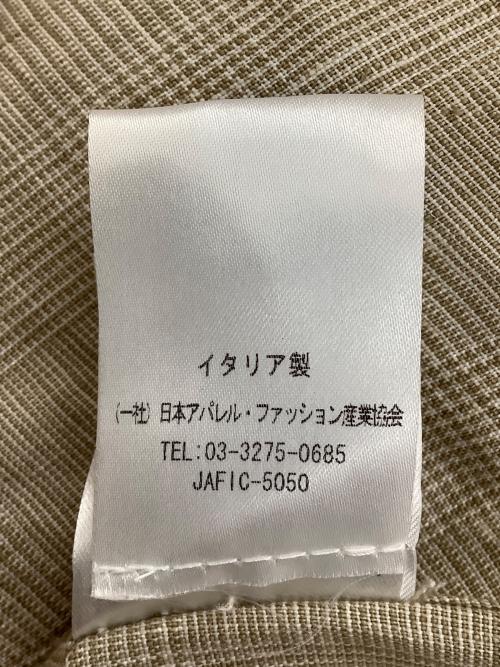 イタリア製
(一社)日本アパレル・ファッション産業協会
TEL:03-3275-0685
JAFIC-5050